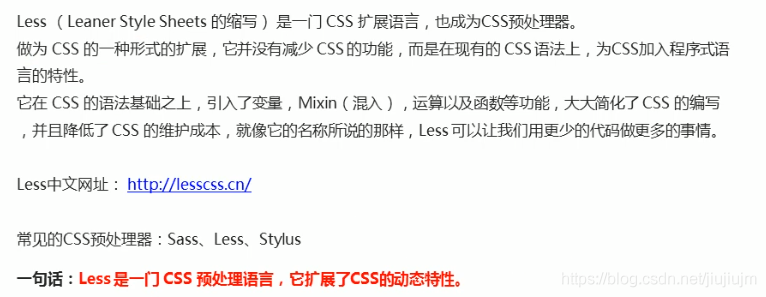 Less ( Leaner Style Sheets 的缩写 ) 是一门 CSS 扩展语言，也成为CSS预处理器。
做为 CSS 的一种形式的扩展，它并没有减少 CSS 的功能，而是在现有的 CSS 语法上，为CSS加入程序式语
言的特性。
它在 CSS 的语法基础之上，引入了变量，Mixin（混入），运算以及函数等功能，大大简化了 CSS 的编写
，并且降低了 CSS 的维护成本，就像它的名称所说的那样，Less 可以让我们用更少的代码做更多的事情。
Less中文网址： http://lesscss.cn/
常见的CSS预处理器：Sass、Less、Stylus
一句话：Less 是一门 CSS 预处理语言，它扩展了CSS的动态特性。
https://blog.csdn.net/jiujiujm